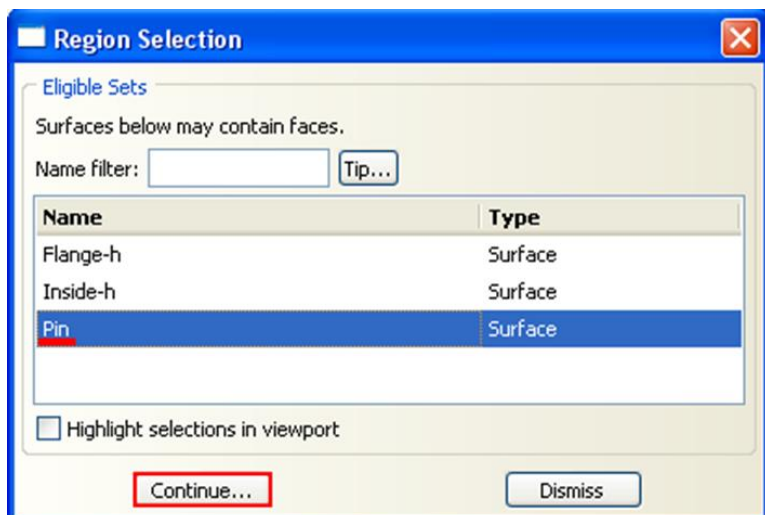 Region Selection
Eligible Sets
Surfaces below may contain faces.
Name filter: Tip...
Name Type
Flange-h Surface
Inside-h Surface
Pin Surface
Highlight selections in viewport
Continue... Dismiss